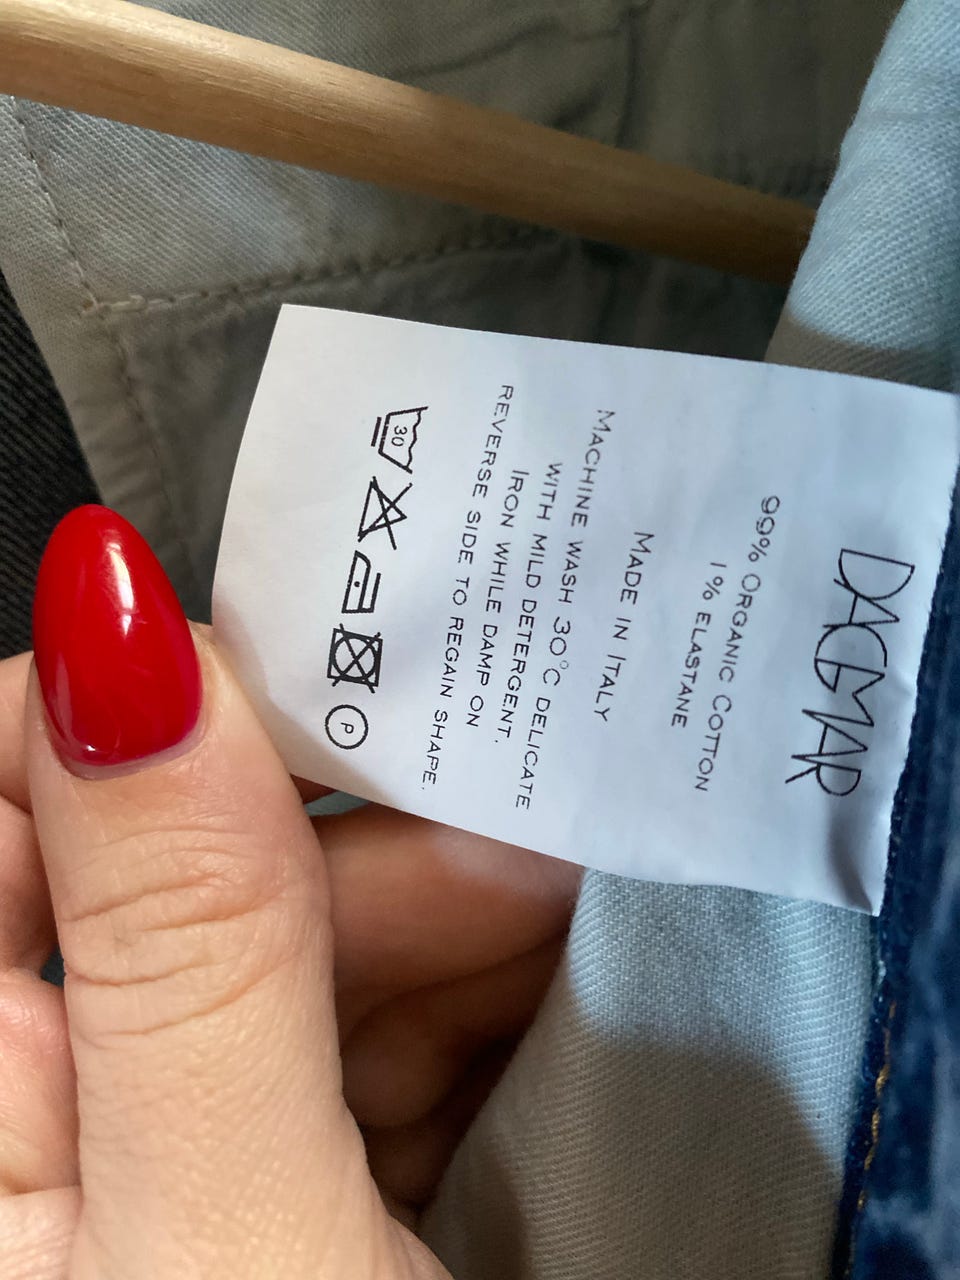 DAGMAR
99% ORGANIC COTTON
1% ELASTANE
MADE IN ITALY
MACHINE WASH 30°C DELICATE
WITH MILD DETERGENT.
IRON WHILE DAMP ON
REVERSE SIDE TO REGAIN SHAPE.
30
P